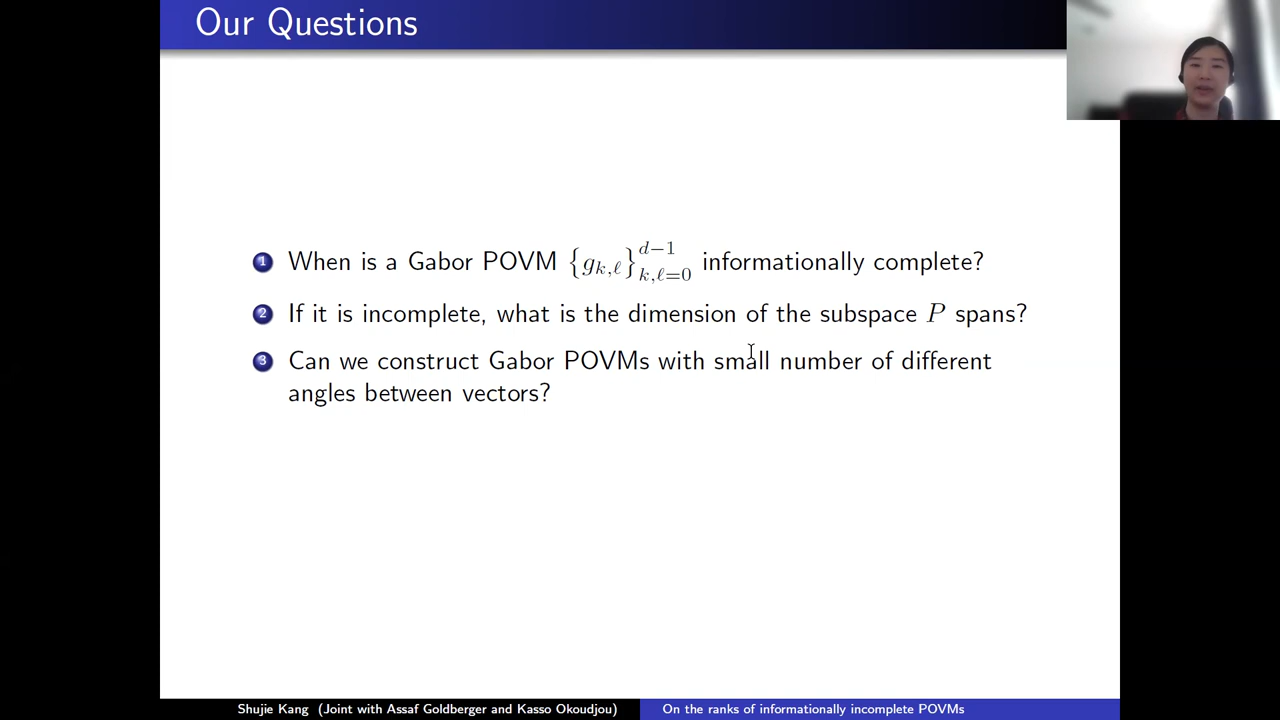 Our Questions
1 When is a Gabor POVM {g_{k,ℓ}}_{k,ℓ=0}^{d−1} informationally complete?
2 If it is incomplete, what is the dimension of the subspace P spans?
3 Can we construct Gabor POVMs with small number of different
angles between vectors?
Shujie Kang (Joint with Assaf Goldberger and Kasso Okoudjou)
On the ranks of informationally incomplete POVMs